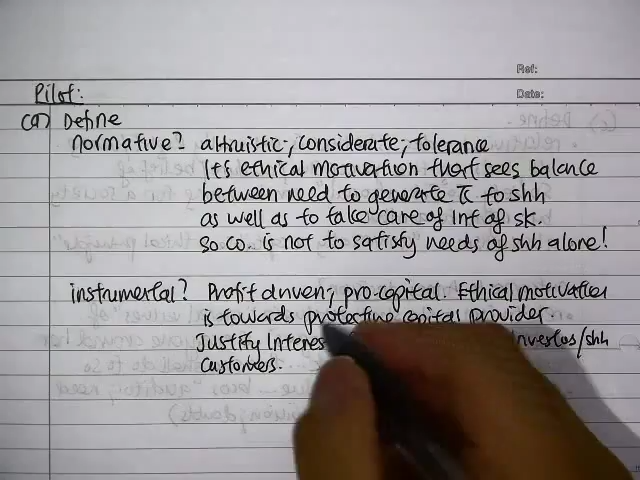 Ref:
Date:
Pilot:
(a) Define
normative? altruistic, considerate, tolerance
It's ethical motivation that sees balance
between need to generate π to shh
as well as to take care of int of sk.
So co. is not to satisfy needs of shh alone!
instrumental? Profit driven, pro-capital. Ethical motivation
is towards protecting capital provider.
Justify investors/shh
customers.